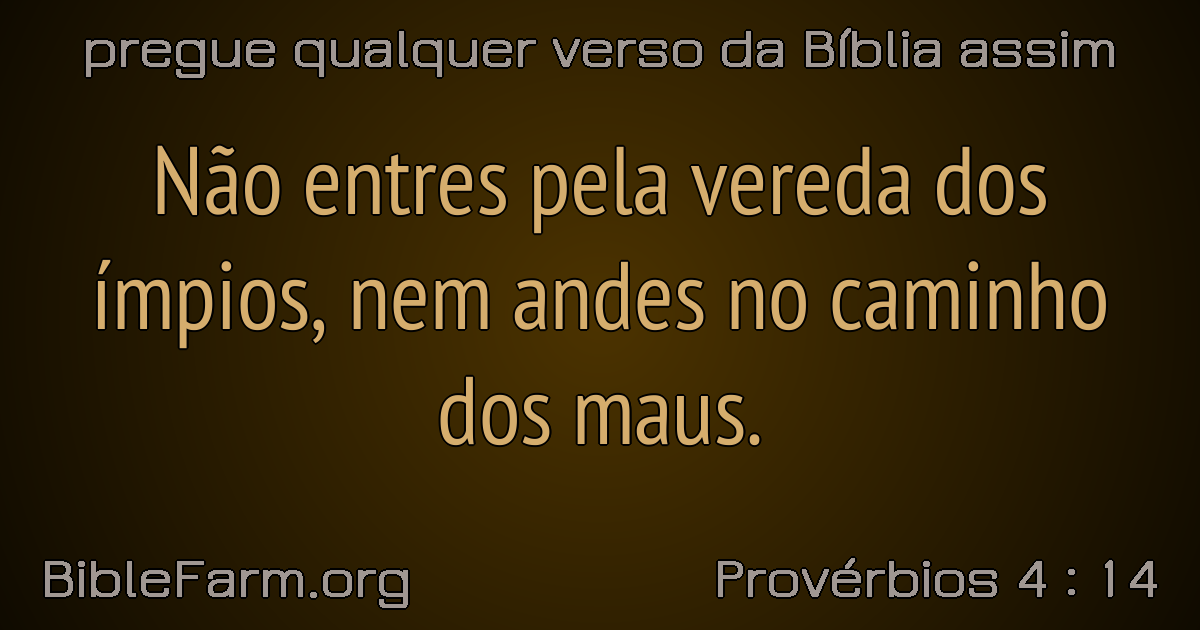 pregue qualquer verso da Bíblia assim
Não entres pela vereda dos
ímpios, nem andes no caminho
dos maus.
BibleFarm.org
Provérbios 4 : 14